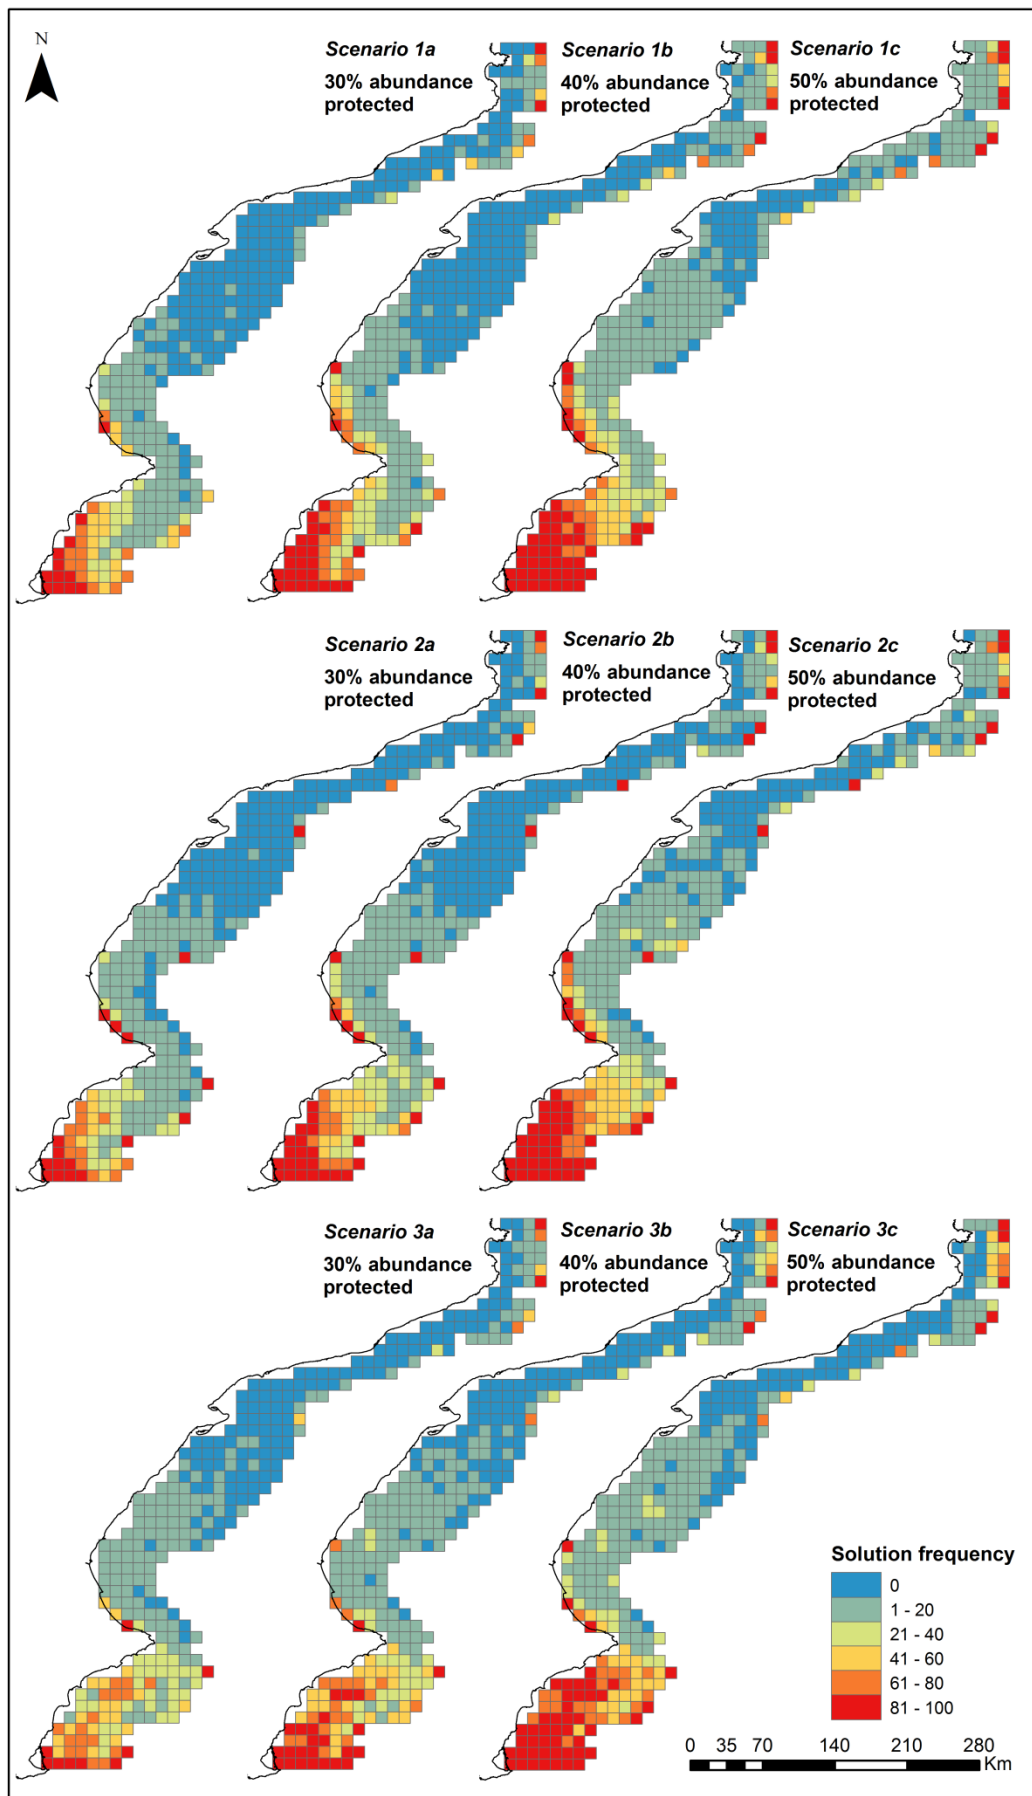 N
Scenario 1a
30% abundance
protected
Scenario 1b
40% abundance
protected
Scenario 1c
50% abundance
protected
Scenario 2a
30% abundance
protected
Scenario 2b
40% abundance
protected
Scenario 2c
50% abundance
protected
Scenario 3a
30% abundance
protected
Scenario 3b
40% abundance
protected
Scenario 3c
50% abundance
protected
Solution frequency
0
1 - 20
21 - 40
41 - 60
61 - 80
81 - 100
0 35 70 140 210 280
Km